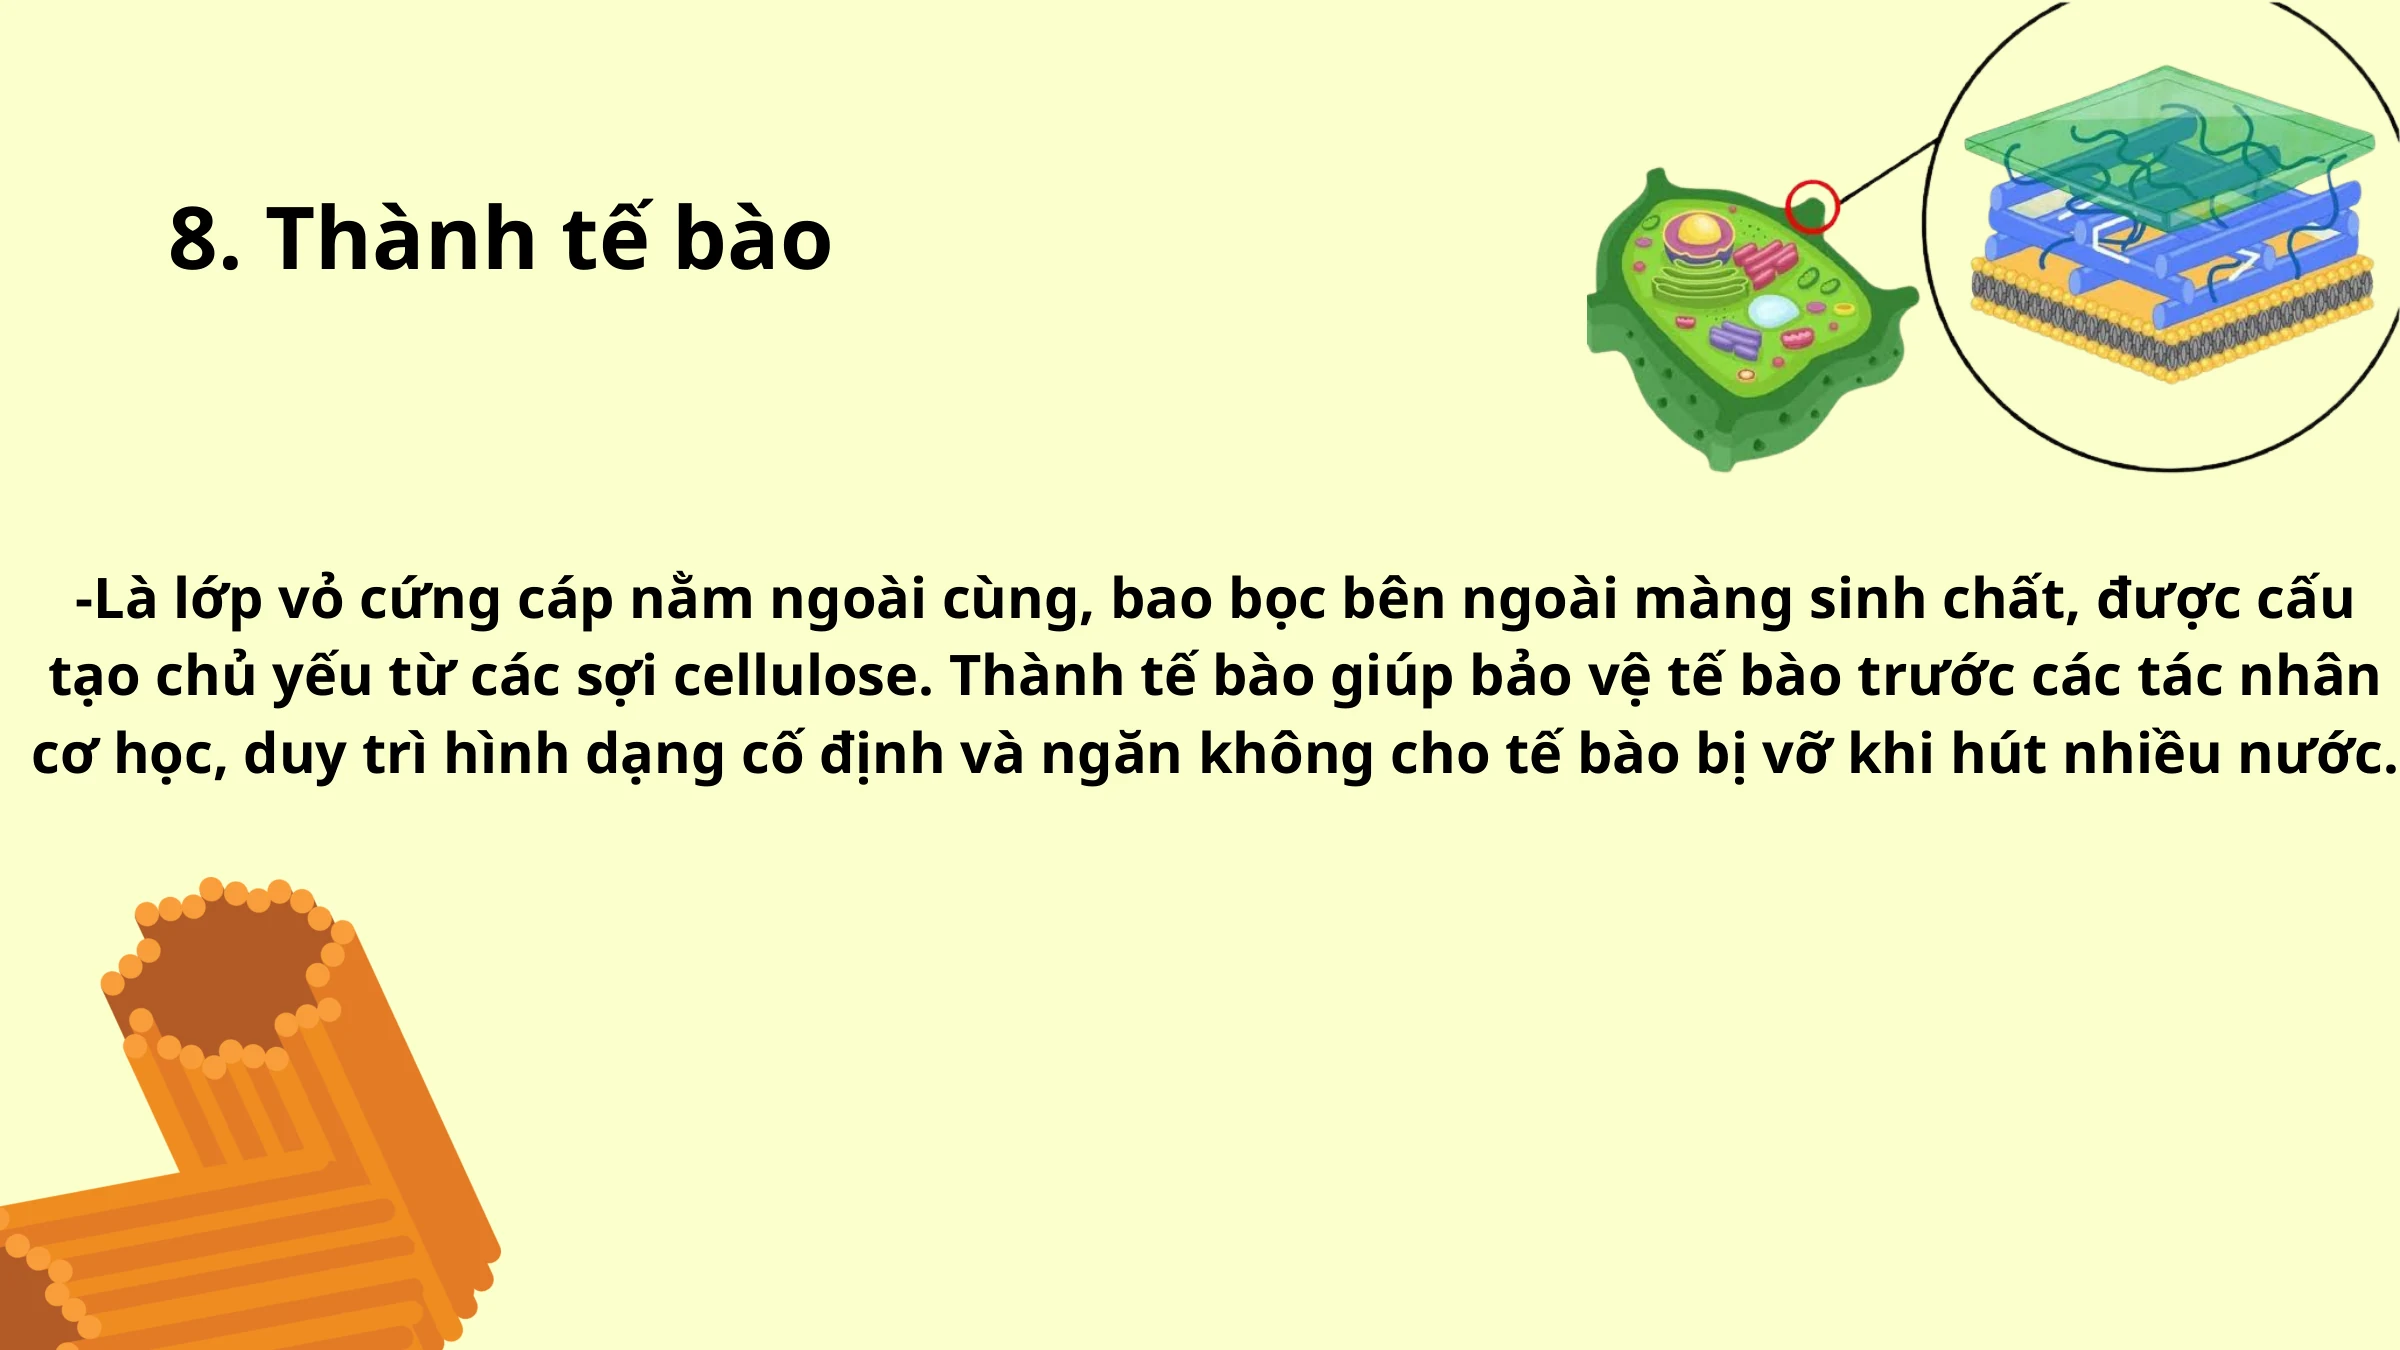 8. Thành tế bào
-Là lớp vỏ cứng cáp nằm ngoài cùng, bao bọc bên ngoài màng sinh chất, được cấu
tạo chủ yếu từ các sợi cellulose. Thành tế bào giúp bảo vệ tế bào trước các tác nhân
cơ học, duy trì hình dạng cố định và ngăn không cho tế bào bị vỡ khi hút nhiều nước.